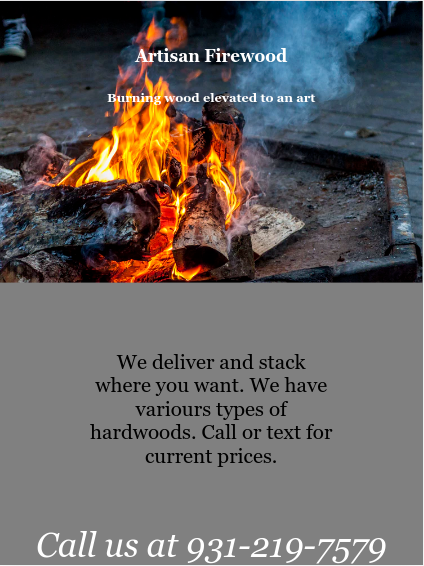 Artisan Firewood
Burning wood elevated to an art
We deliver and stack
where you want. We have
variours types of
hardwoods. Call or text for
current prices.
Call us at 931-219-7579